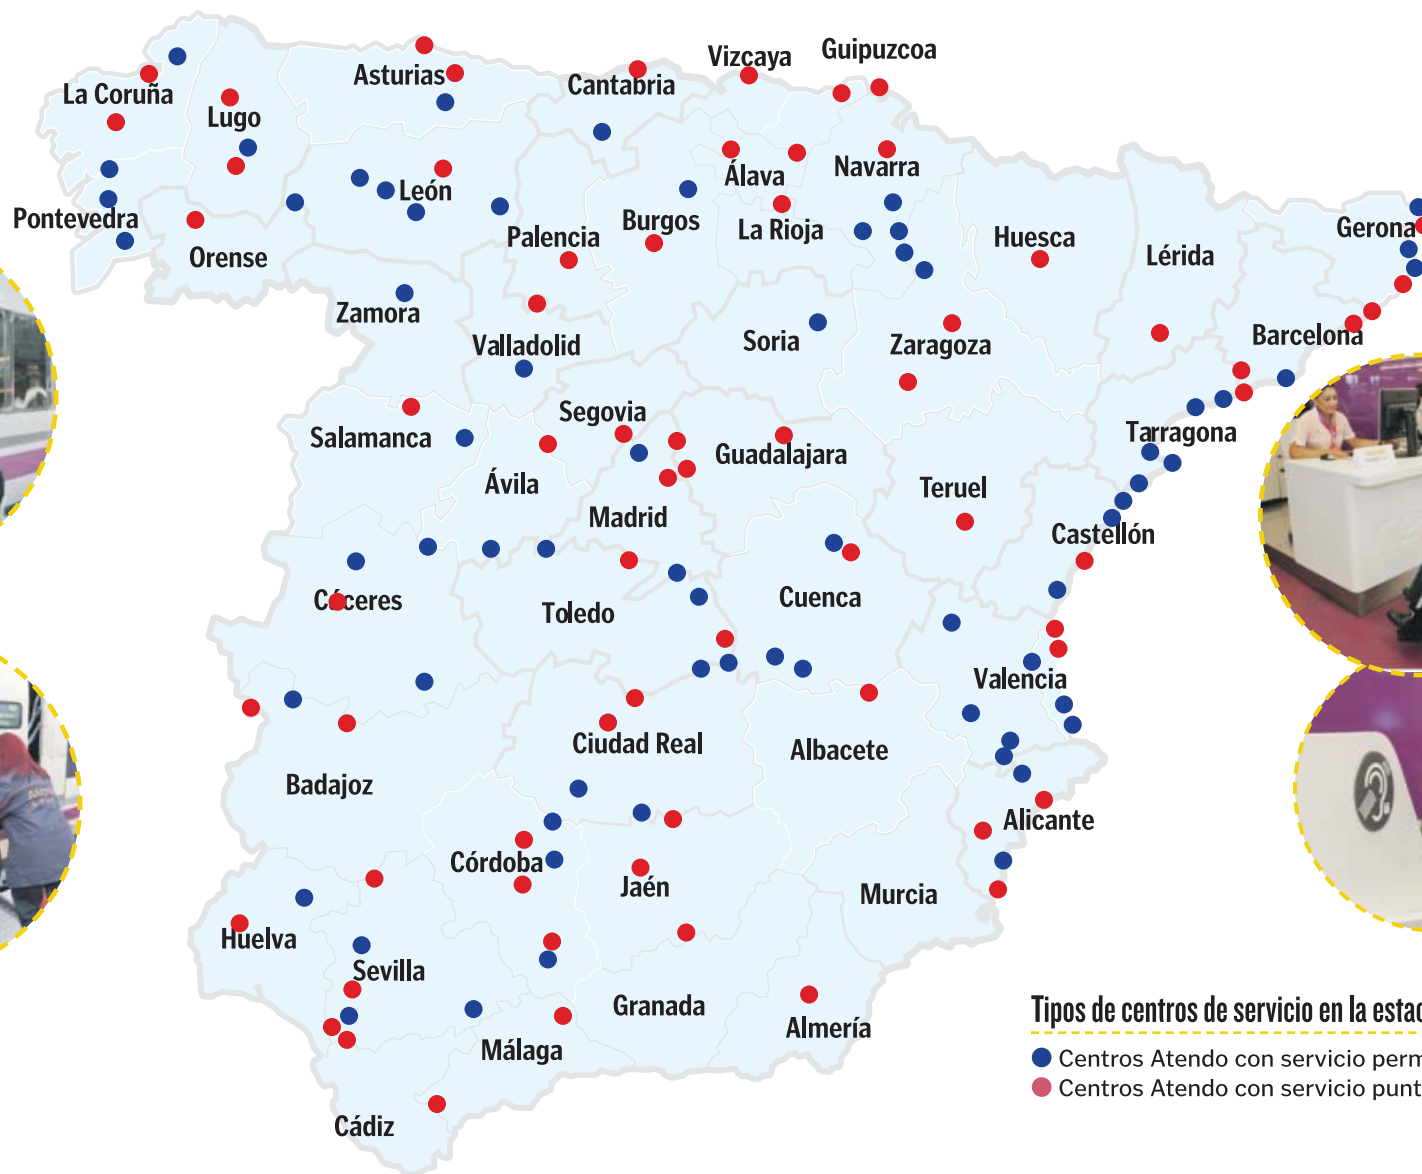 Vizcaya
Guipuzcoa
Asturias
Cantabria
La Coruña
Lugo
Álava
Navarra
León
Pontevedra
Burgos
La Rioja
Palencia
Huesca
Gerona
Orense
Lérida
Zamora
Valladolid
Soria
Zaragoza
Barcelona
Segovia
Salamanca
Guadalajara
Tarragona
Ávila
Teruel
Madrid
Castellón
Cáceres
Toledo
Cuenca
Valencia
Ciudad Real
Albacete
Badajoz
Alicante
Córdoba
Jaén
Murcia
Huelva
Sevilla
Granada
Almería
Málaga
Cádiz
Tipos de centros de servicio en la estac
Centros Atendo con servicio perm
Centros Atendo con servicio punt